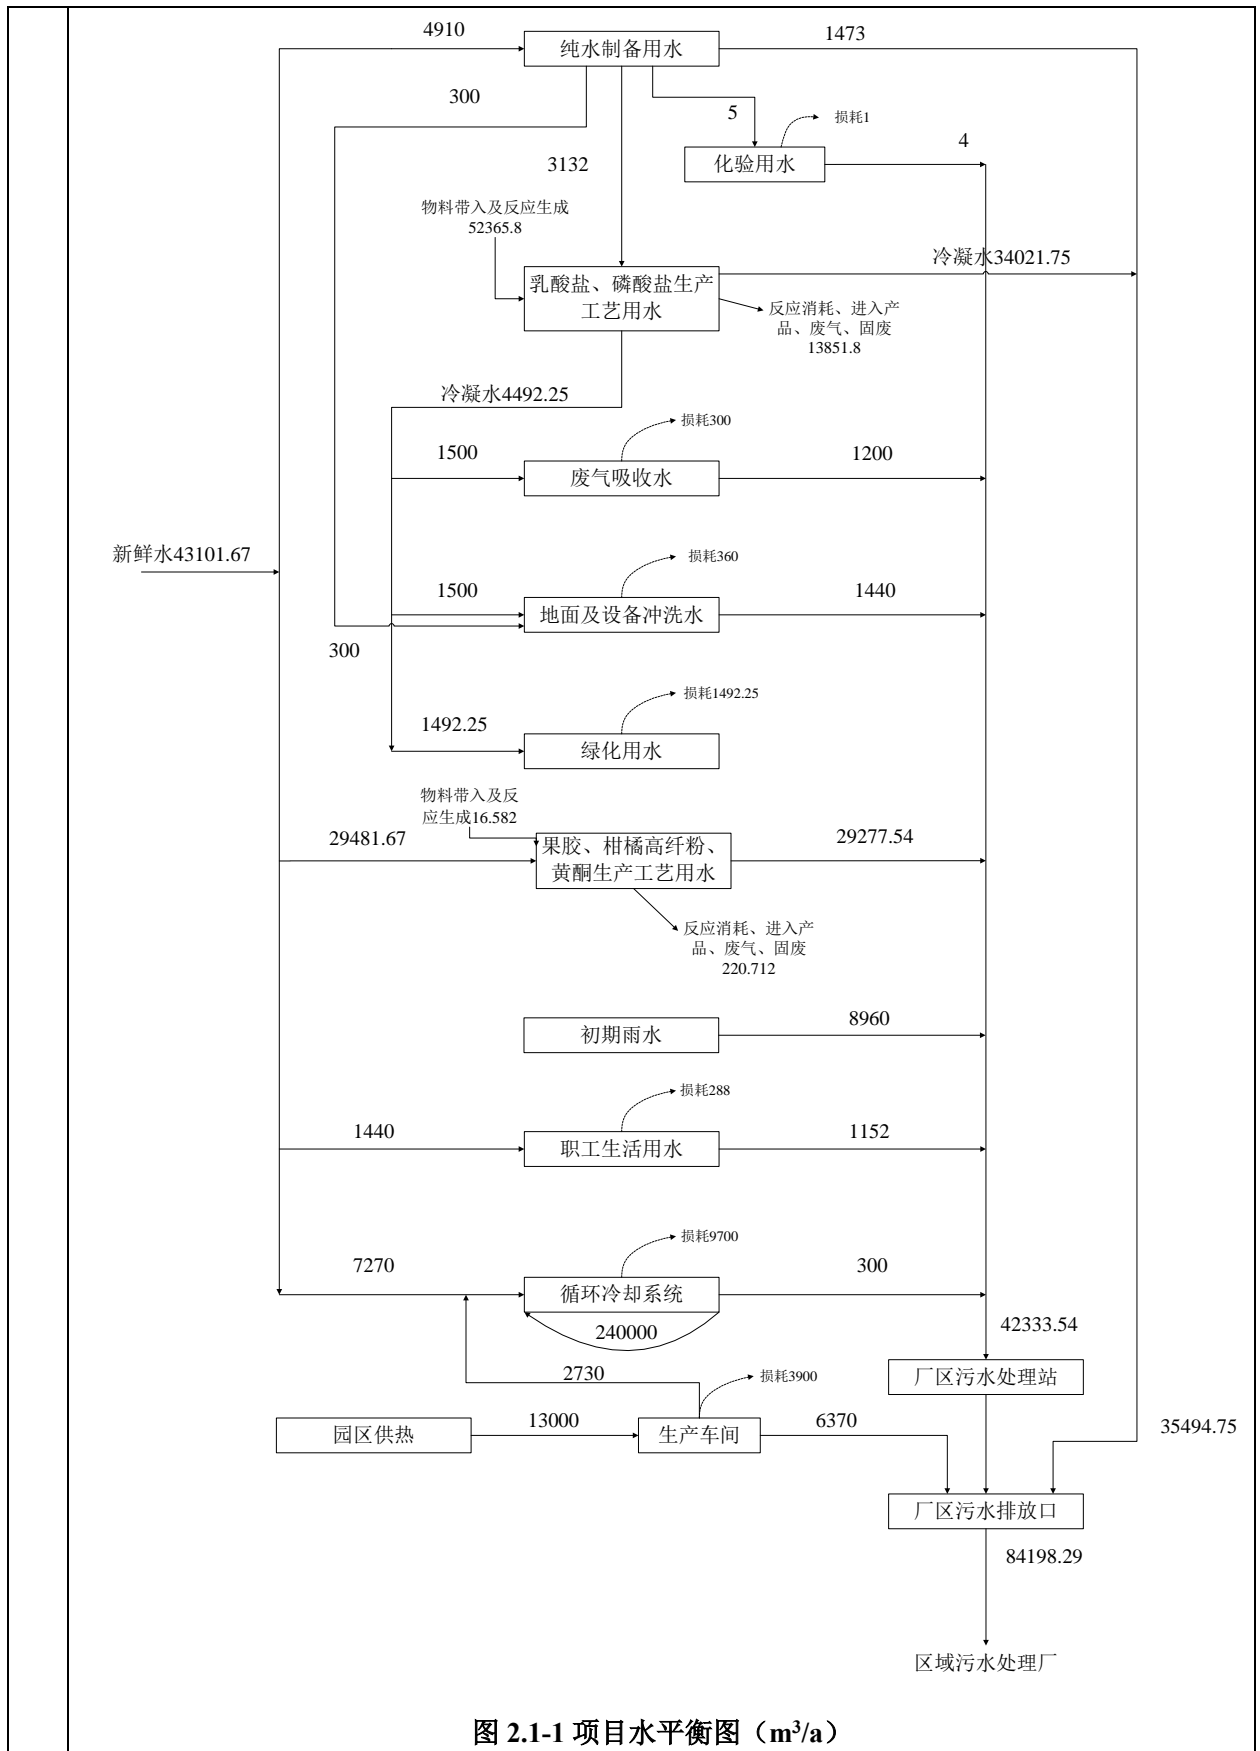 4910
纯水制备用水
1473
300
5
损耗1
3132
化验用水
4
物料带入及反应生成
52365.8
冷凝水34021.75
乳酸盐、磷酸盐生产
工艺用水
反应消耗、进入产
品、废气、固废
13851.8
冷凝水4492.25
损耗300
1500
废气吸收水
1200
新鲜水43101.67
损耗360
1500
地面及设备冲洗水
1440
300
损耗1492.25
1492.25
绿化用水
物料带入及反
应生成16.582
29481.67
果胶、柑橘高纤粉、
黄酮生产工艺用水
29277.54
反应消耗、进入产
品、废气、固废
220.712
初期雨水
8960
损耗288
1440
职工生活用水
1152
损耗9700
7270
循环冷却系统
300
240000
42333.54
2730
损耗3900
厂区污水处理站
园区供热
13000
生产车间
6370
35494.75
厂区污水排放口
84198.29
区域污水处理厂
图 2.1-1 项目水平衡图（m³/a）